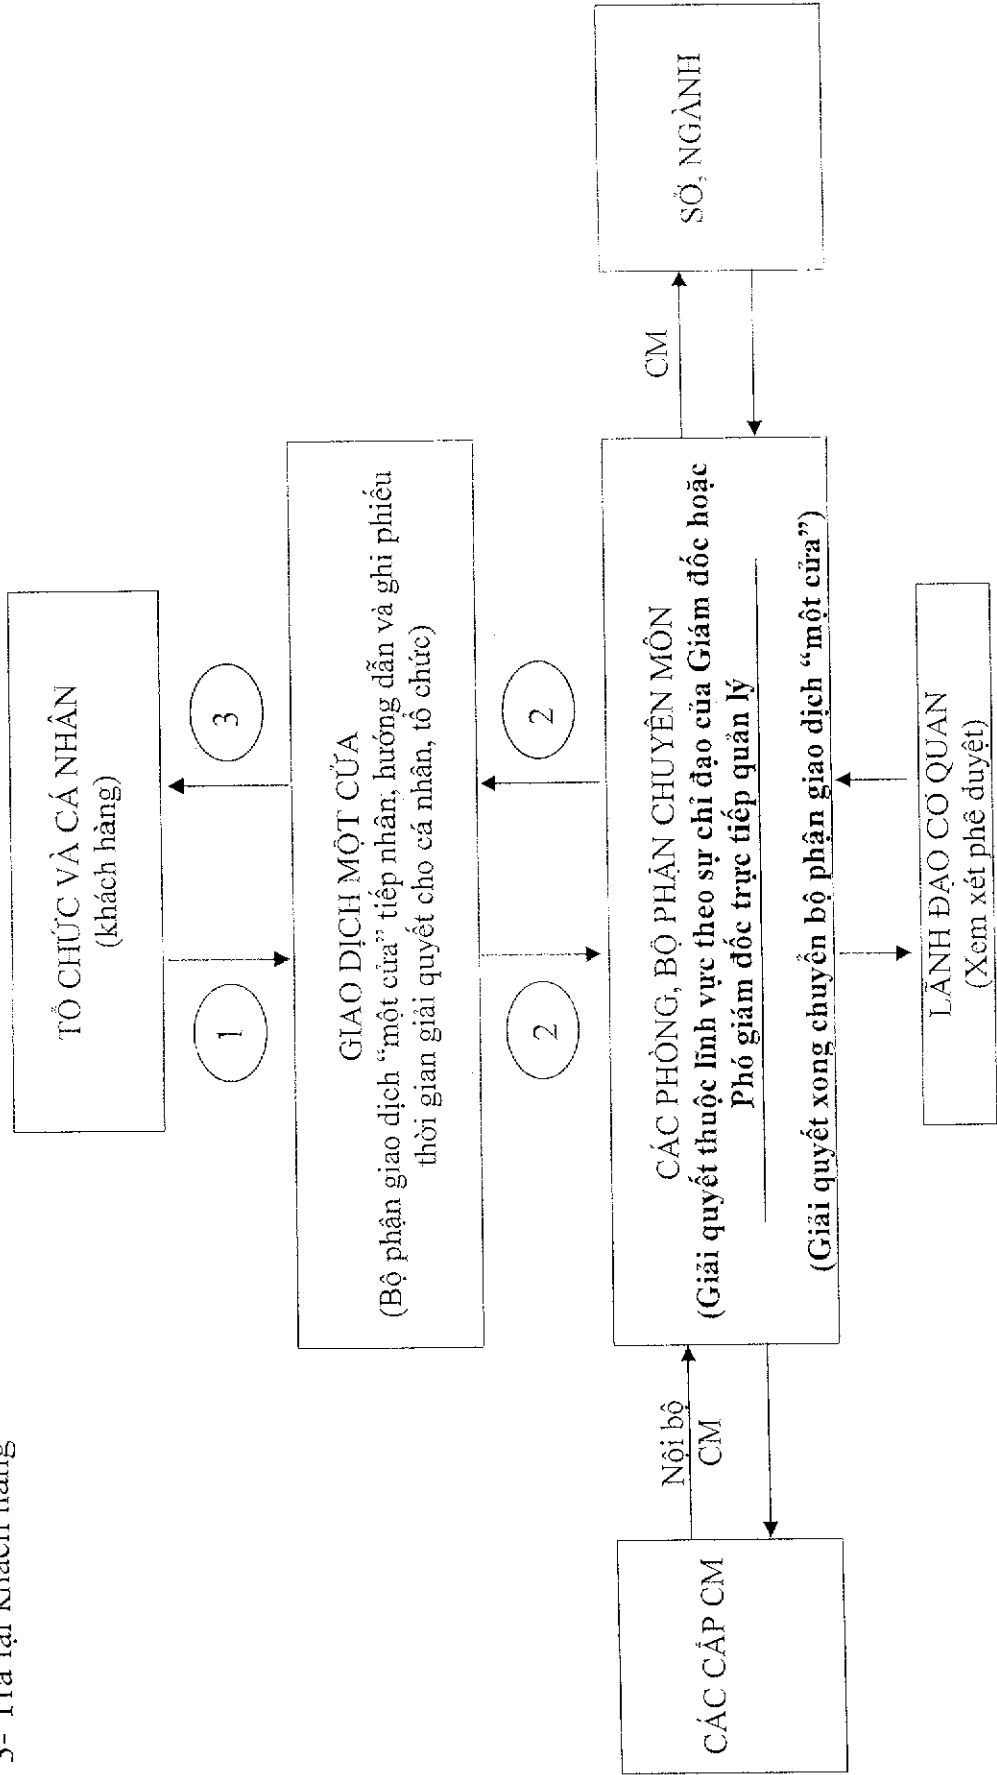 3- Trả lại khách hàng
TỔ CHỨC VÀ CÁ NHÂN
(khách hàng)
1
3
GIAO DỊCH MỘT CỬA
(Bộ phận giao dịch “một cửa” tiếp nhận, hướng dẫn và ghi phiếu
thời gian giải quyết cho cá nhân, tổ chức)
2
2
CÁC CẤP CM
Nội bộ
CM
CÁC PHÒNG, BỘ PHẬN CHUYÊN MÔN
(Giải quyết thuộc lĩnh vực theo sự chỉ đạo của Giám đốc hoặc
Phó giám đốc trực tiếp quản lý
(Giải quyết xong chuyển bộ phận giao dịch “một cửa”)
CM
SỞ, NGÀNH
LÃNH ĐẠO CƠ QUAN
(Xem xét phê duyệt)